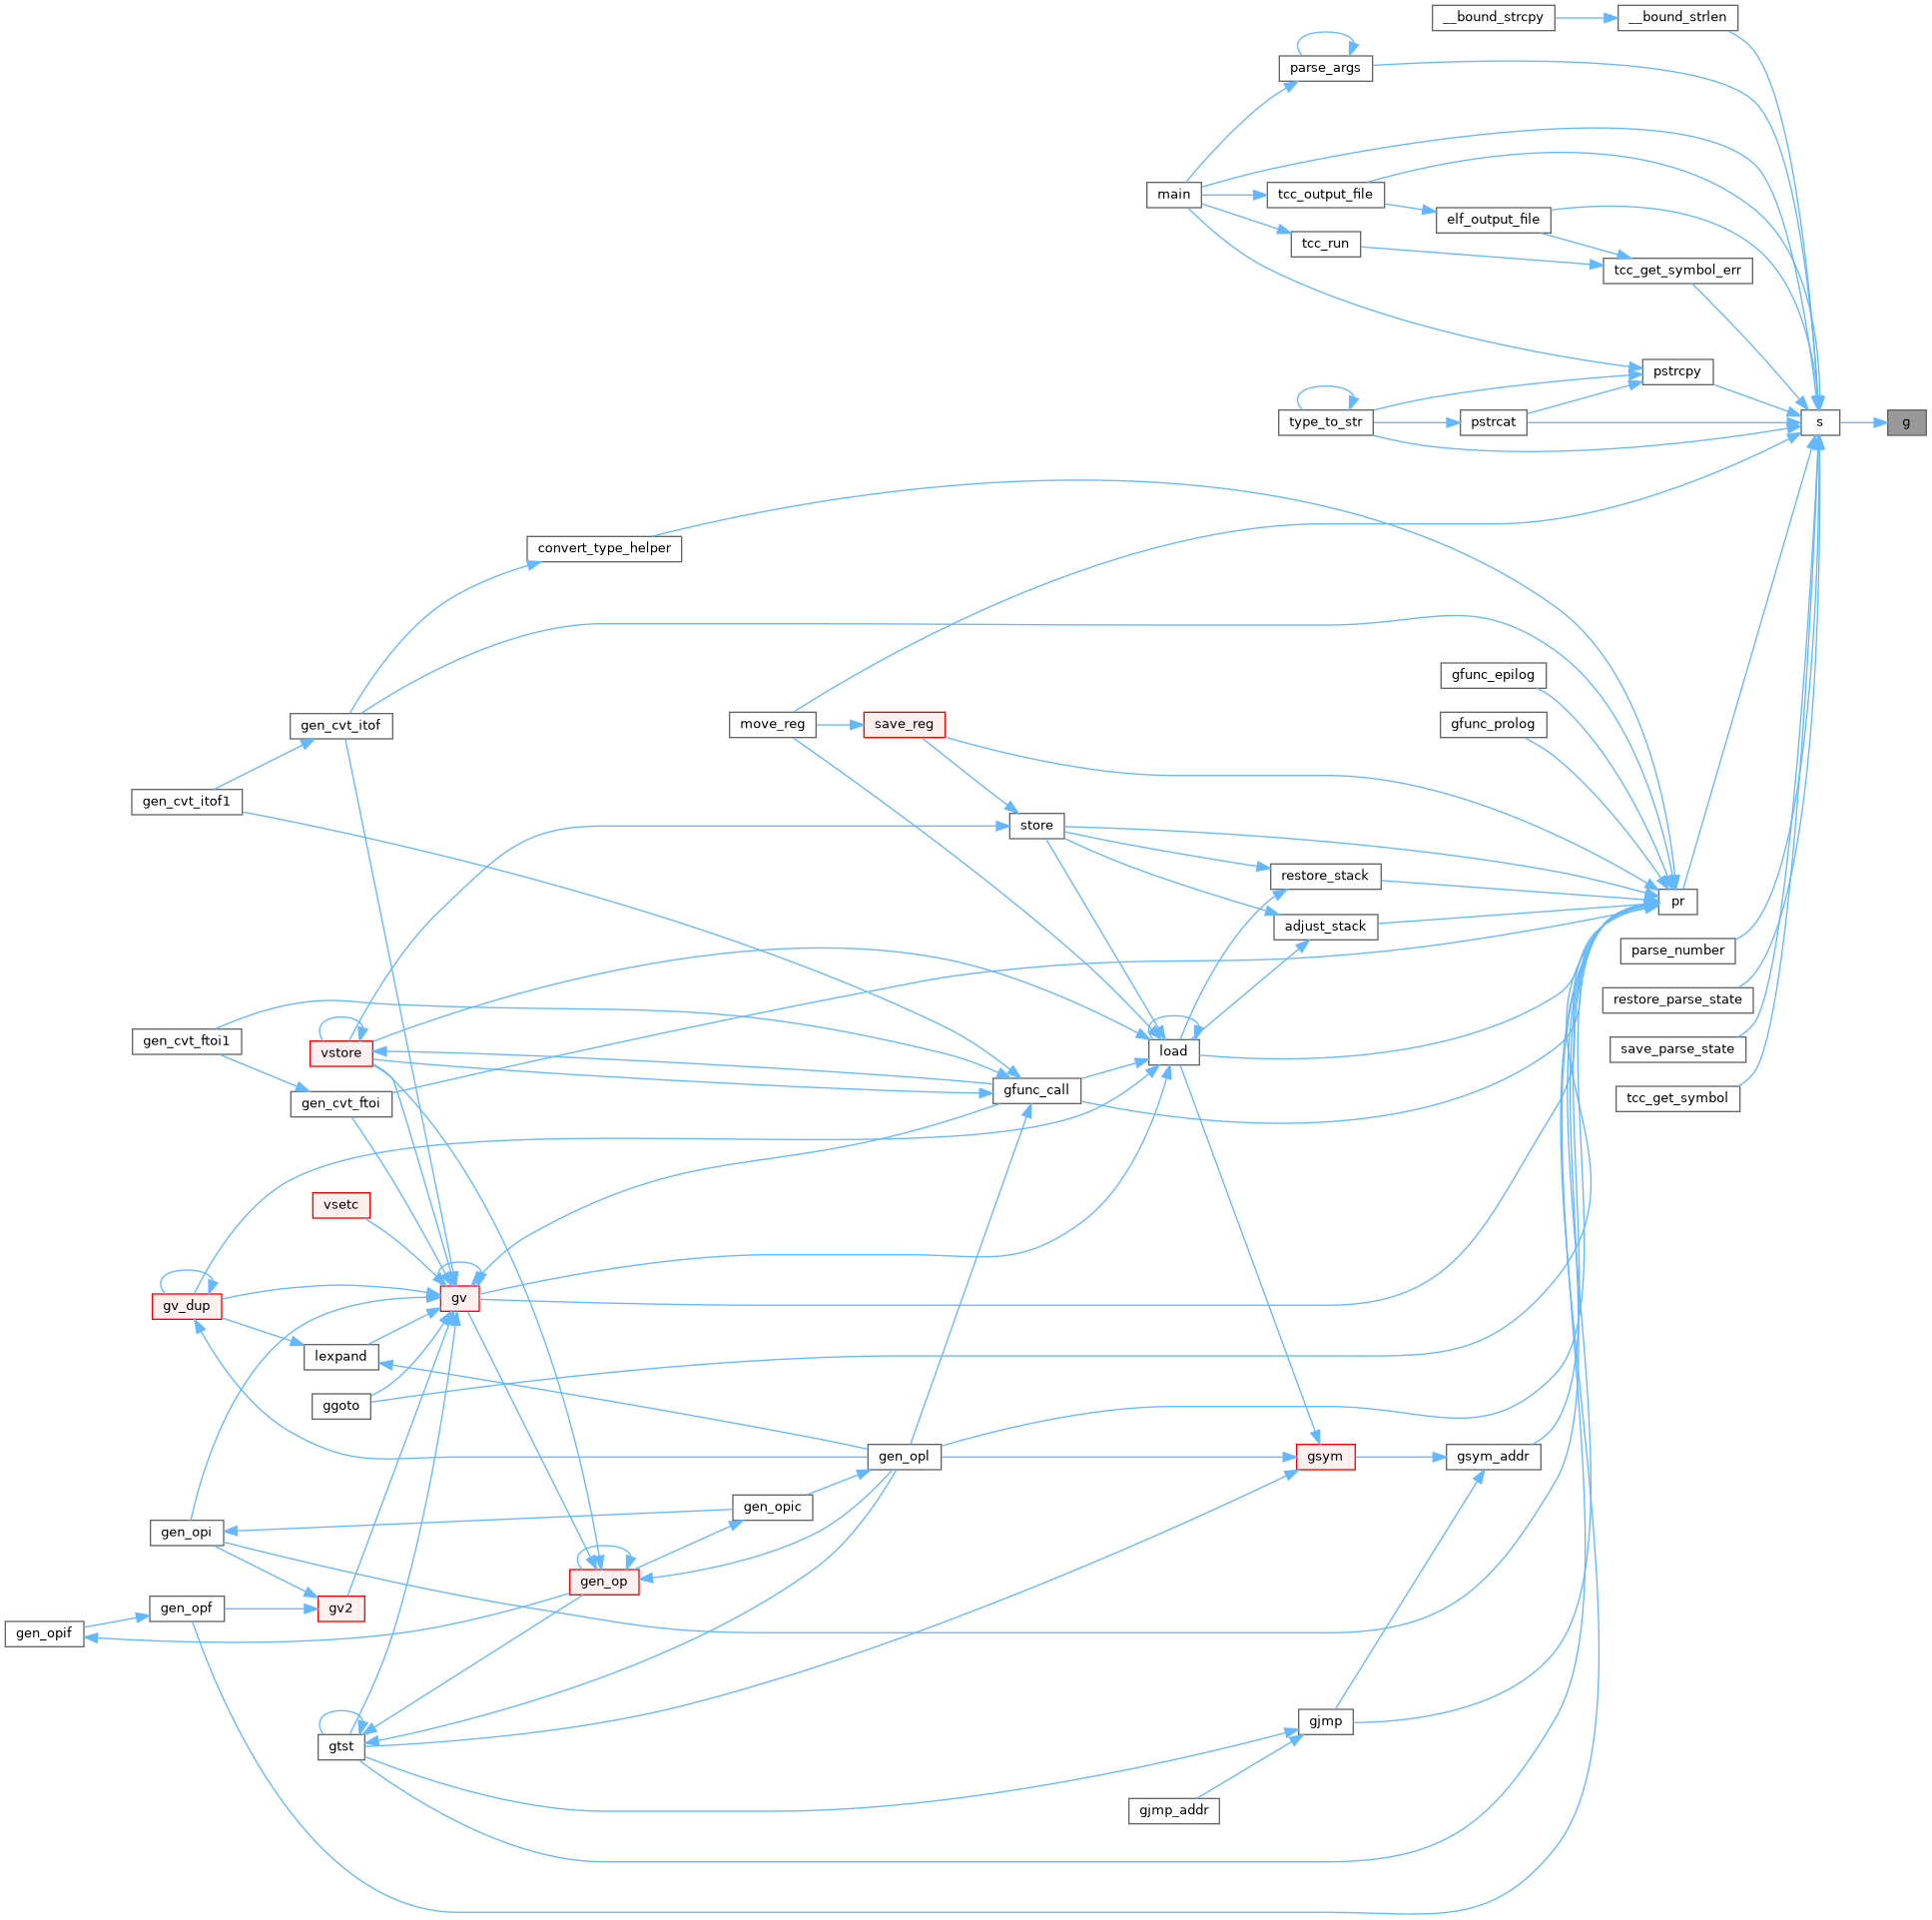 __bound_strcpy
__bound_strlen
parse_args
main
tcc_output_file
elf_output_file
tcc_run
tcc_get_symbol_err
pstrcpy
type_to_str
pstrcat
s
g
convert_type_helper
gfunc_epilog
gen_cvt_itof
move_reg
save_reg
gfunc_prolog
gen_cvt_itof1
store
restore_stack
pr
adjust_stack
parse_number
restore_parse_state
gen_cvt_ftoi1
vstore
load
save_parse_state
gen_cvt_ftoi
gfunc_call
tcc_get_symbol
vsetc
gv_dup
gv
lexpand
ggoto
gen_opl
gsym
gsym_addr
gen_opic
gen_opi
gen_op
gen_opf
gv2
gen_opif
gjmp
gtst
gjmp_addr